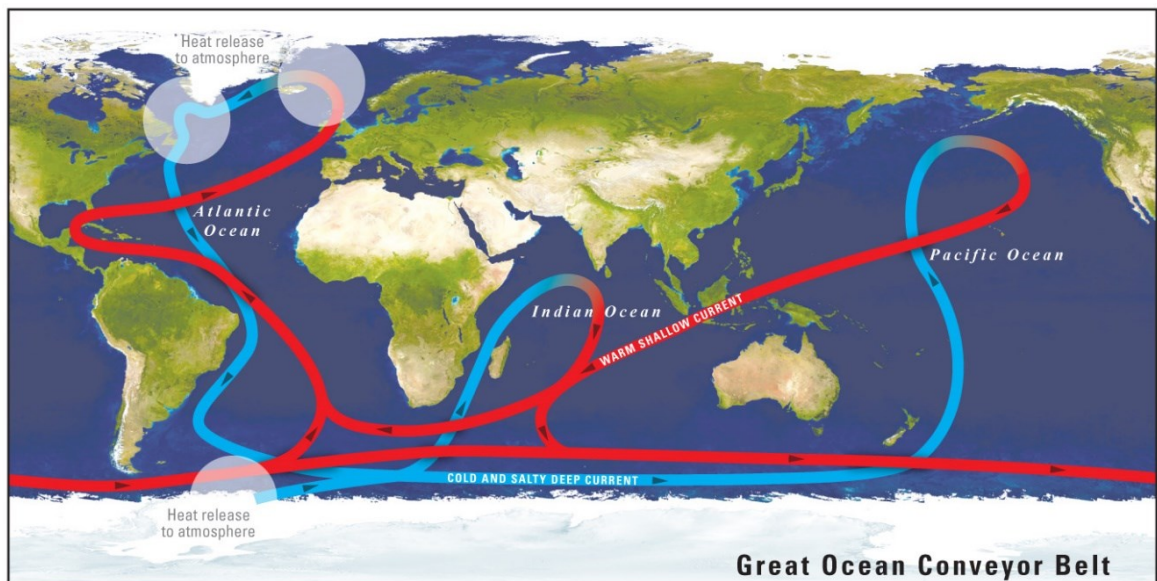 Heat release
to atmosphere
Atlantic
Ocean
Pacific Ocean
Indian Ocean
WARM SHALLOW CURRENT
COLD AND SALTY DEEP CURRENT
Heat release
to atmosphere
Great Ocean Conveyor Belt